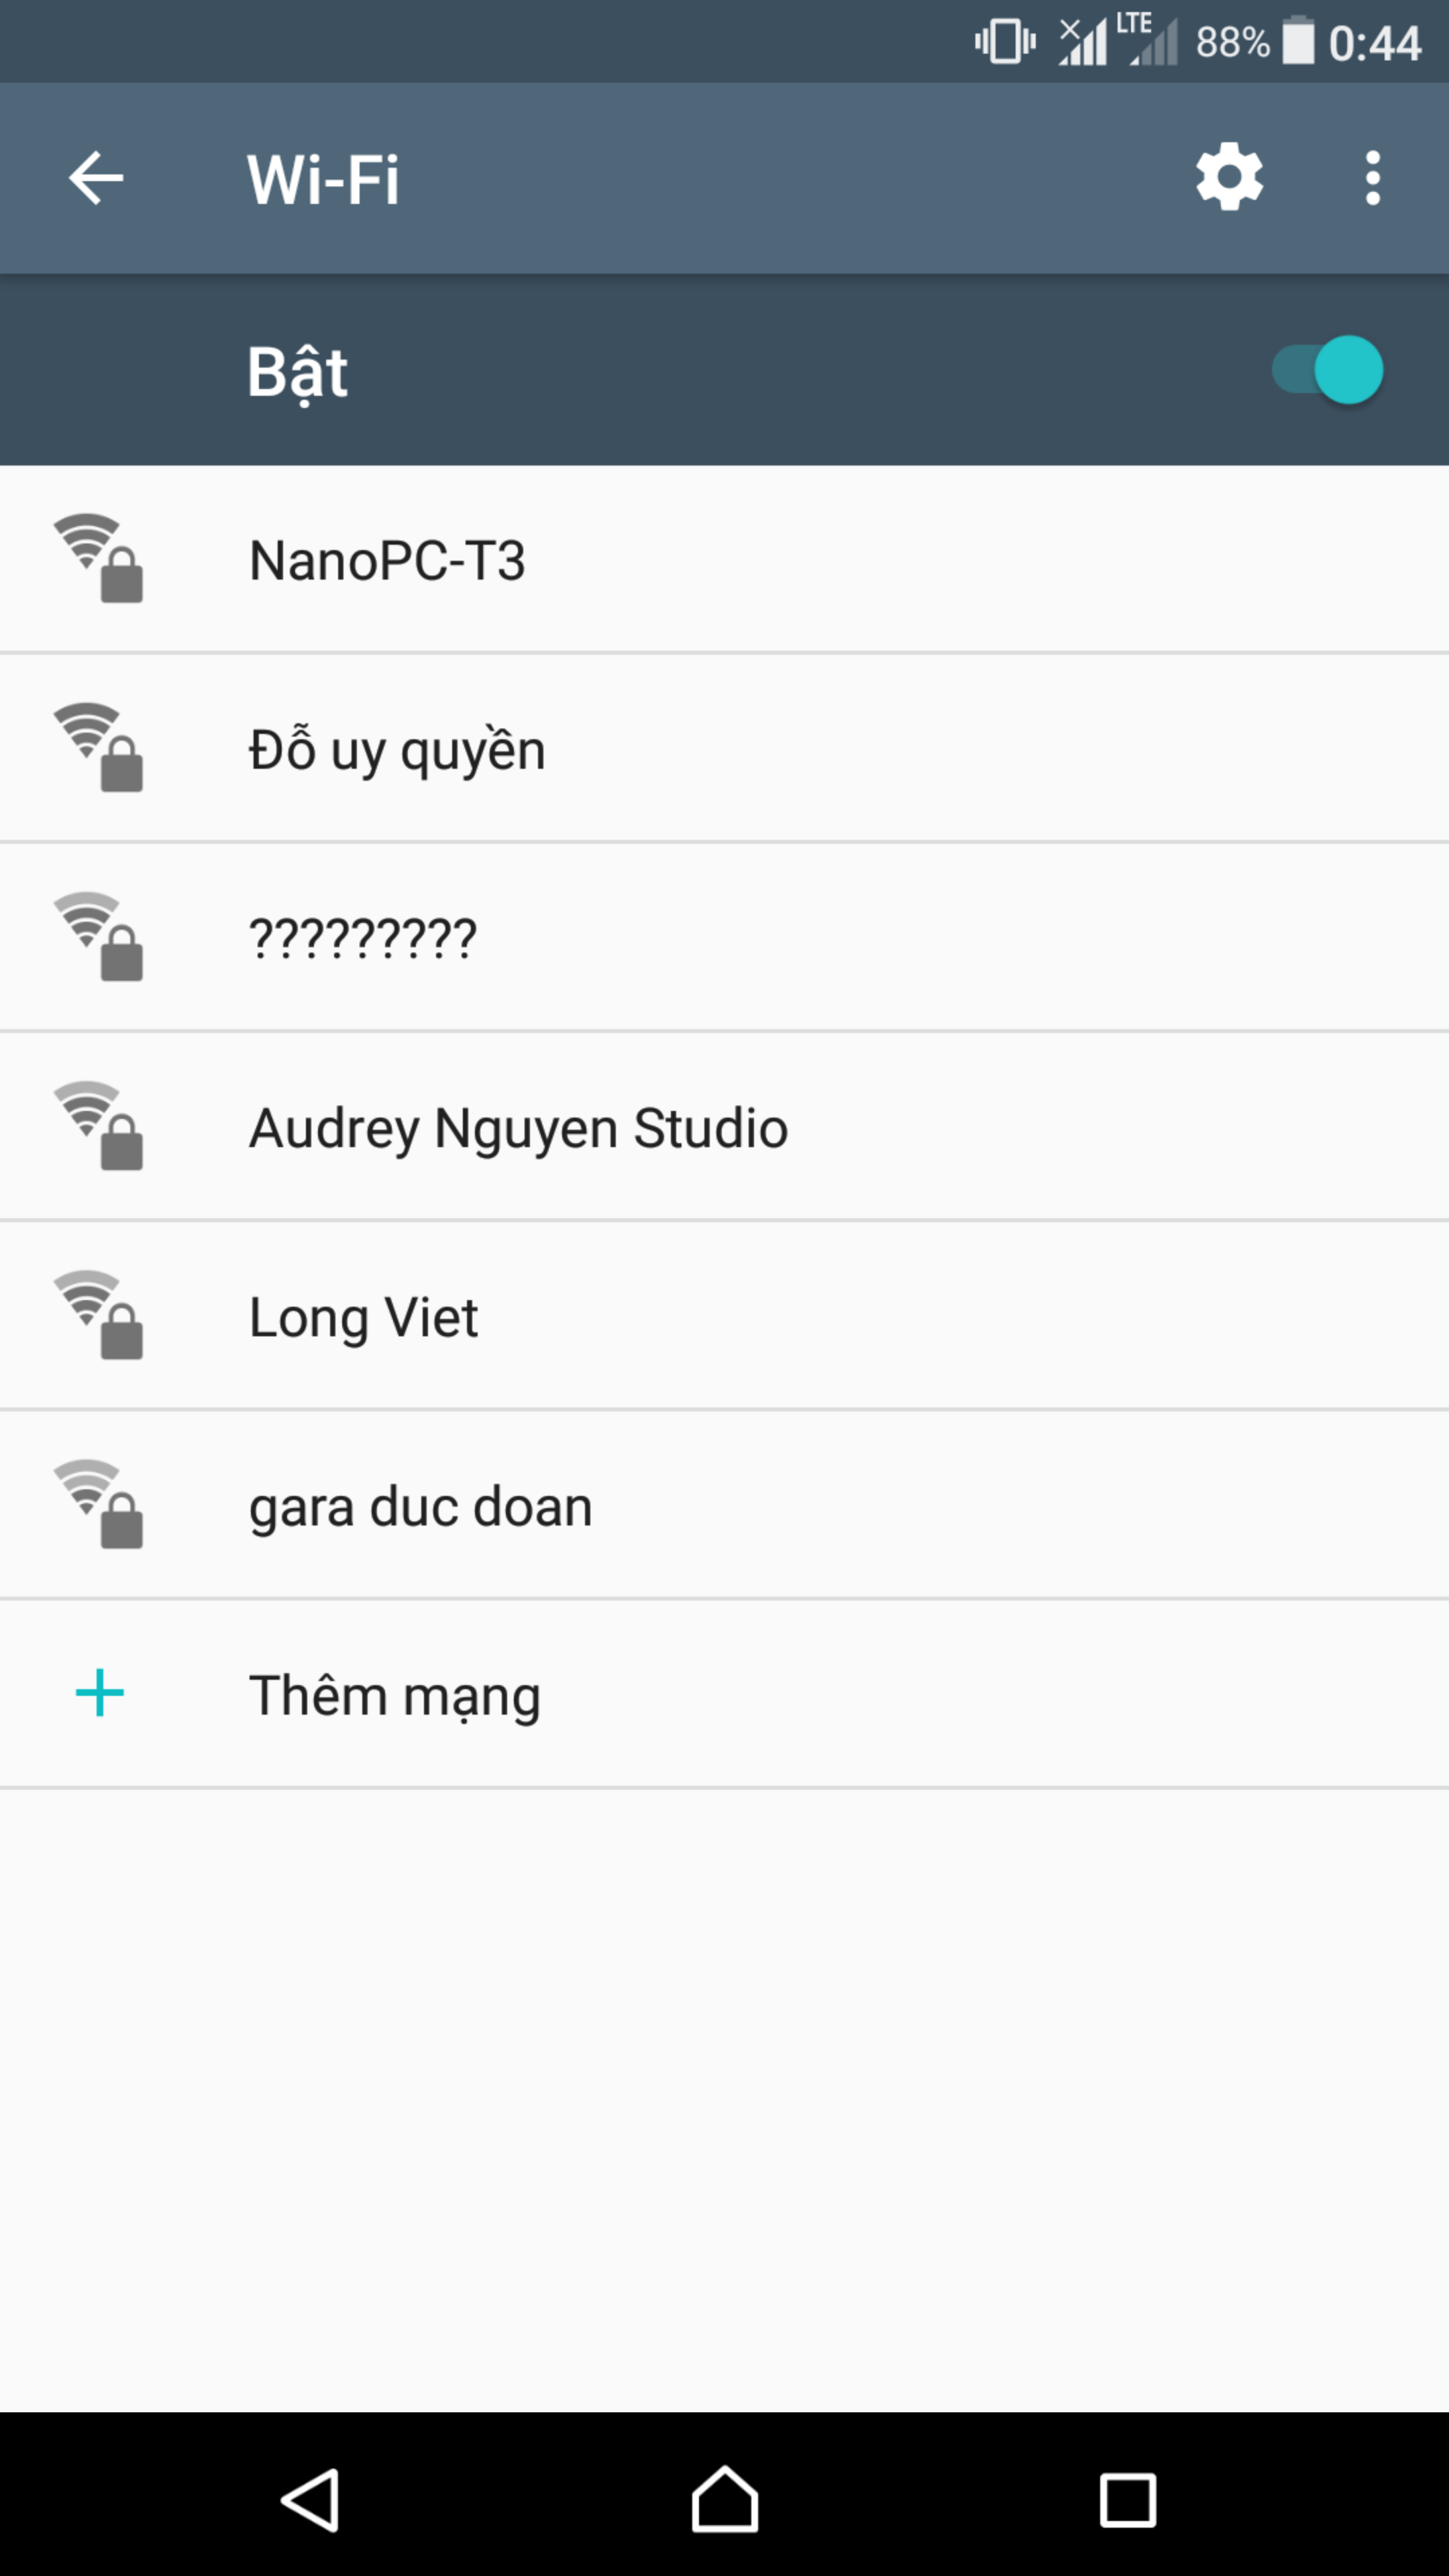 LTE 88% 0:44
Wi-Fi
Bật
NanoPC-T3
Đỗ uy quyền
?????????
Audrey Nguyen Studio
Long Viet
gara duc doan
Thêm mạng